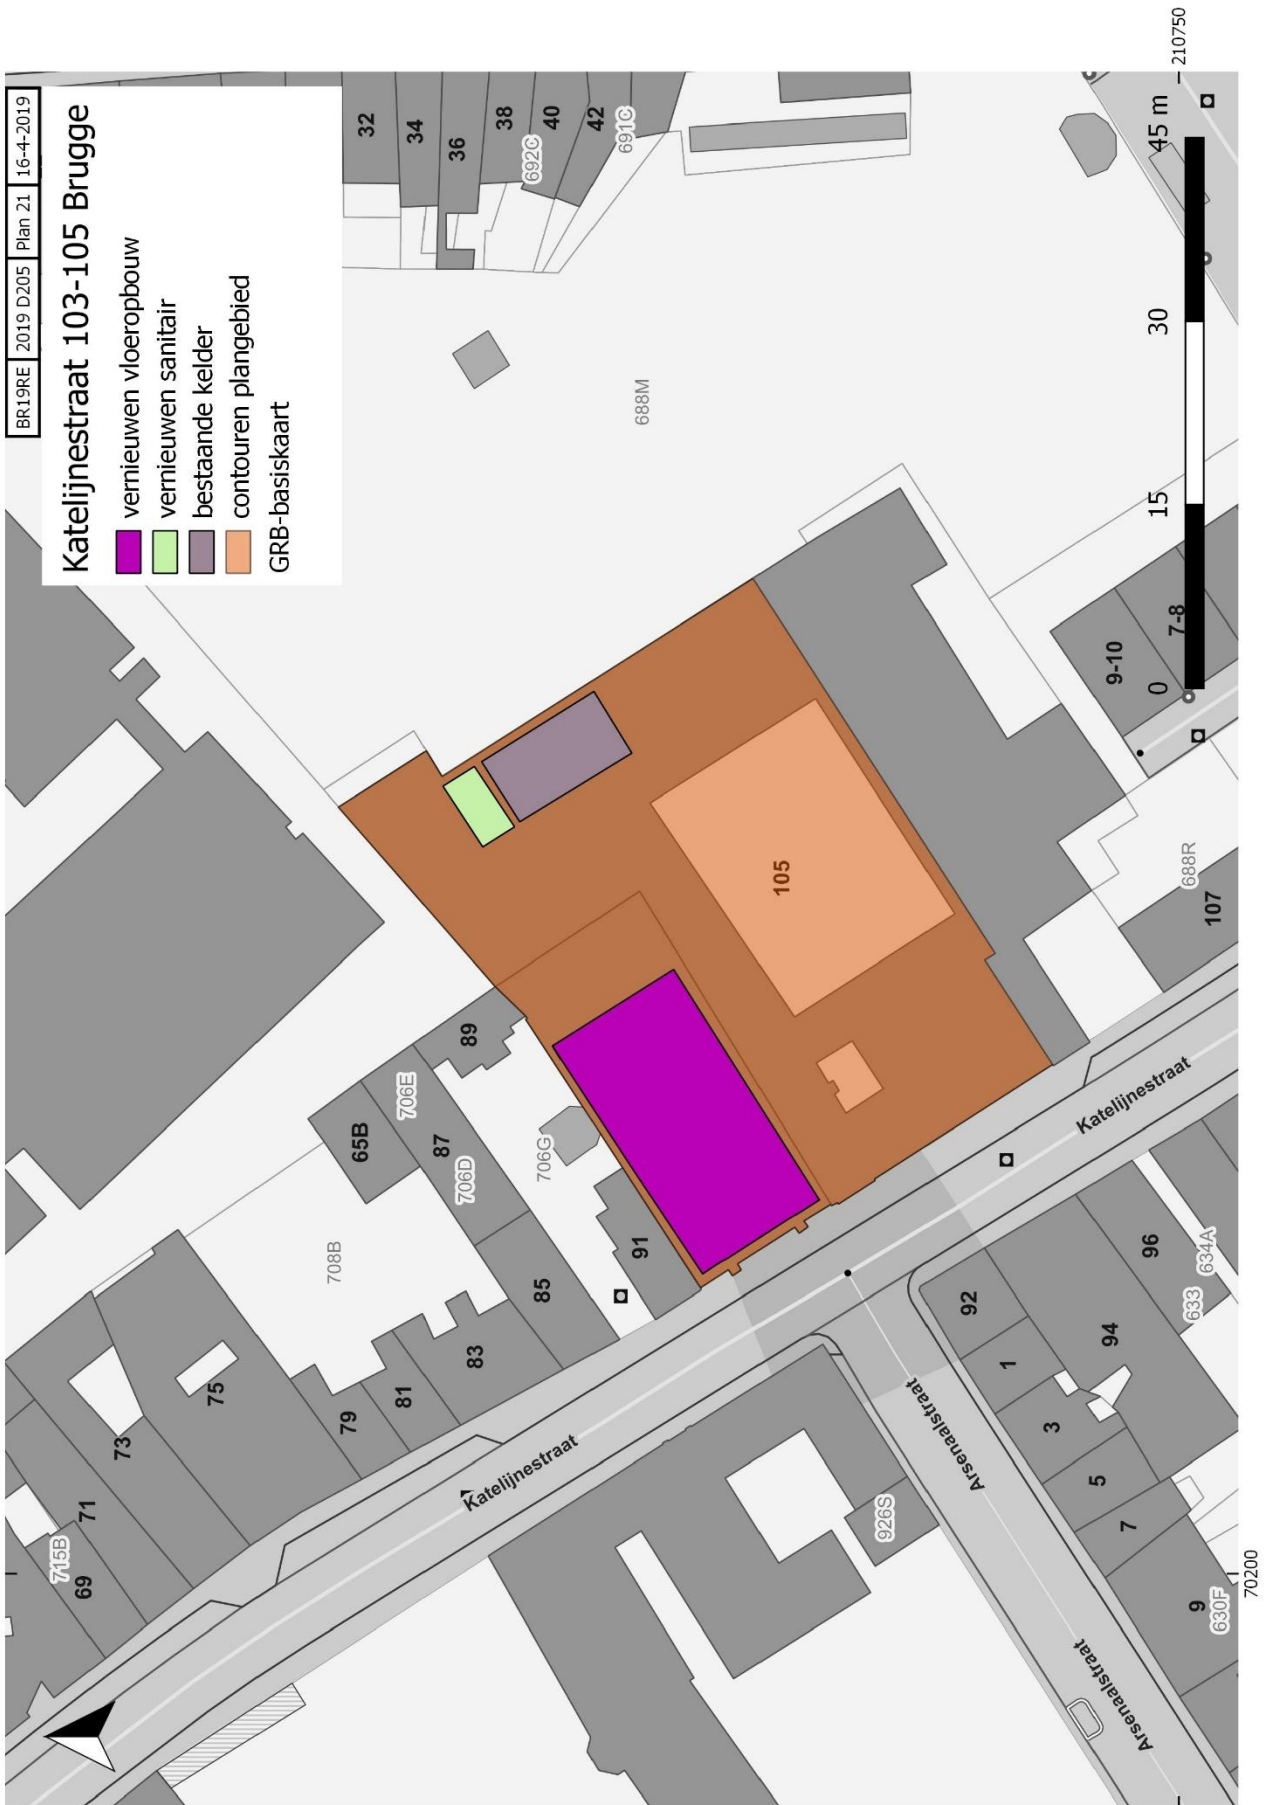 BR19RE 2019 D205 Plan 21 16-4-2019
Katelijnestraat 103-105 Brugge
vernieuwen vloeropbouw
vernieuwen sanitair
bestaande kelder
contouren plangebied
GRB-basiskaart
32
34
36
38
692C
40
42
691C
688M
210750
0 15 30 45 m
9-10
7-8
688R
107
105
89
706E
65B
87
706D
706G
91
85
708B
83
81
79
75
73
71
715B
69
Katelijnestraat
Katelijnestraat
Arsenaalstraat
Arsenaalstraat
92
96
634A
633
94
1
3
5
7
9
630F
926S
70200